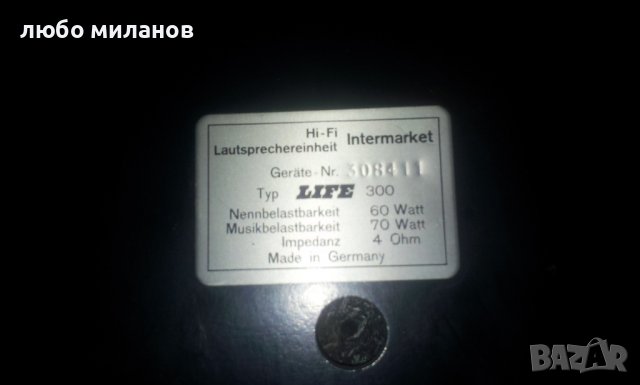 любо миланов
Hi-Fi
Lautsprechereinheit Intermarket
Geräte-Nr. 308411
Typ LIFE 300
Nennbelastbarkeit 60 Watt
Musikbelastbarkeit 70 Watt
Impedanz 4 Ohm
Made in Germany
BAZAR